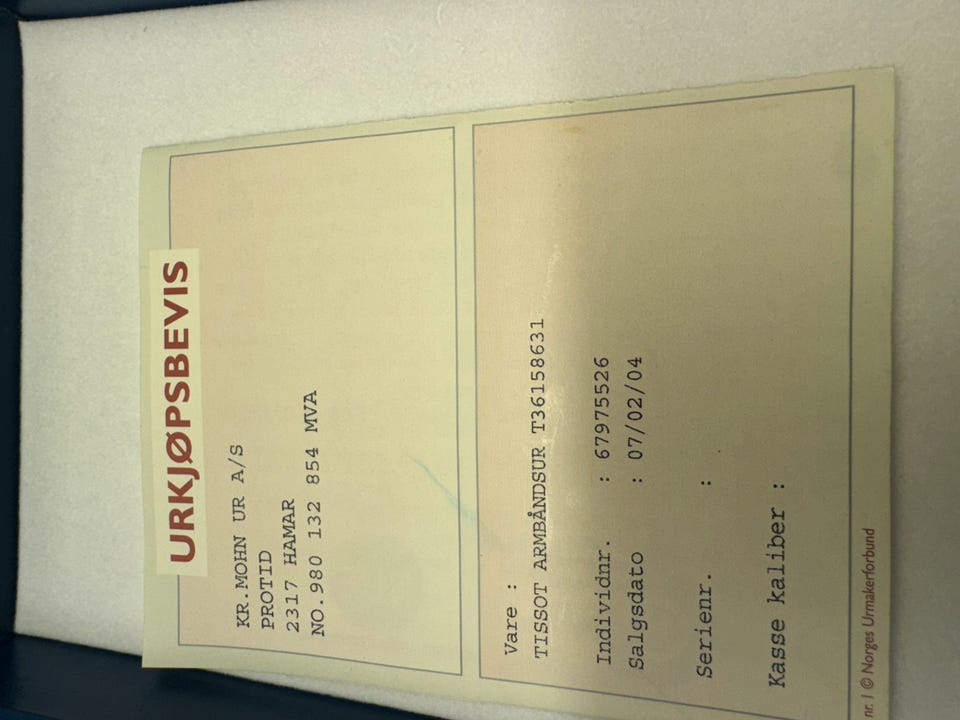 URKJØPSBEVIS
KR.MOHN UR A/S
PROTID
2317 HAMAR
NO.980 132 854 MVA
Vare :
TISSOT ARMBÅNDSUR T36158631
Individnr. : 67975526
Salgsdato : 07/02/04
Serienr. :
Kasse kaliber :
nr. 1 © Norges Urmakerforbund